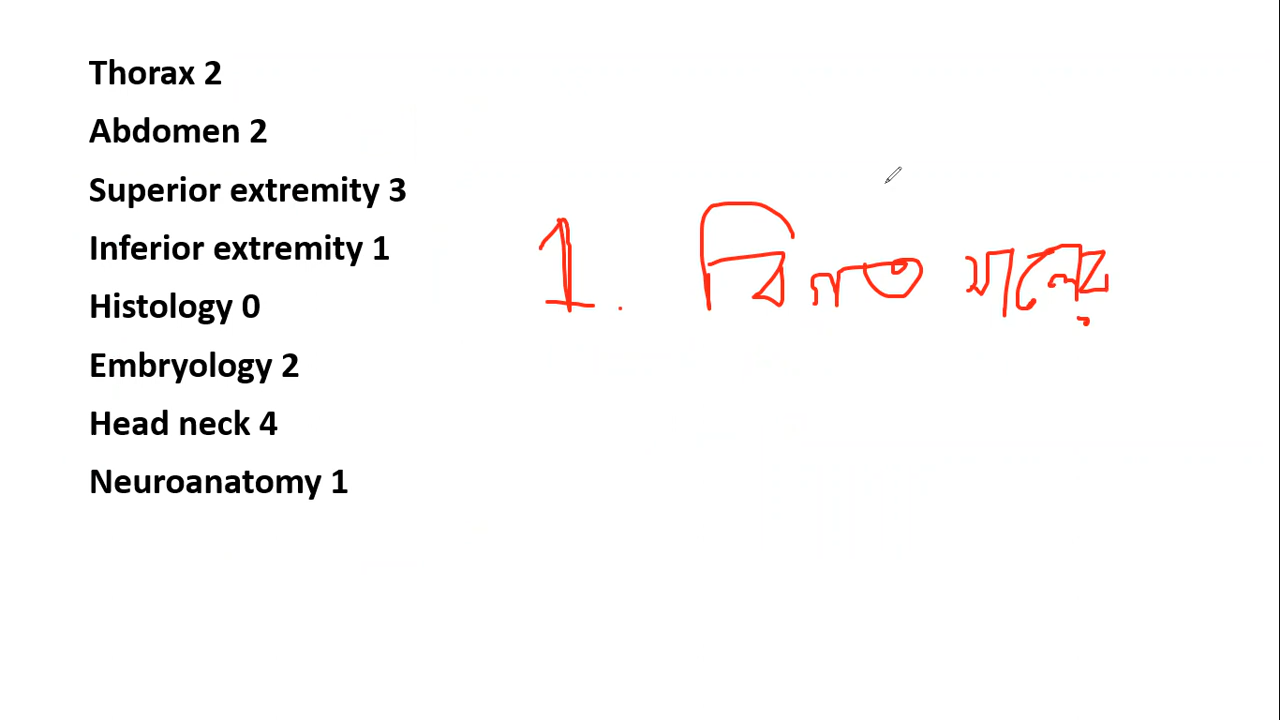 Thorax 2
Abdomen 2
Superior extremity 3
Inferior extremity 1
Histology 0
Embryology 2
Head neck 4
Neuroanatomy 1
1. বিগত সালের